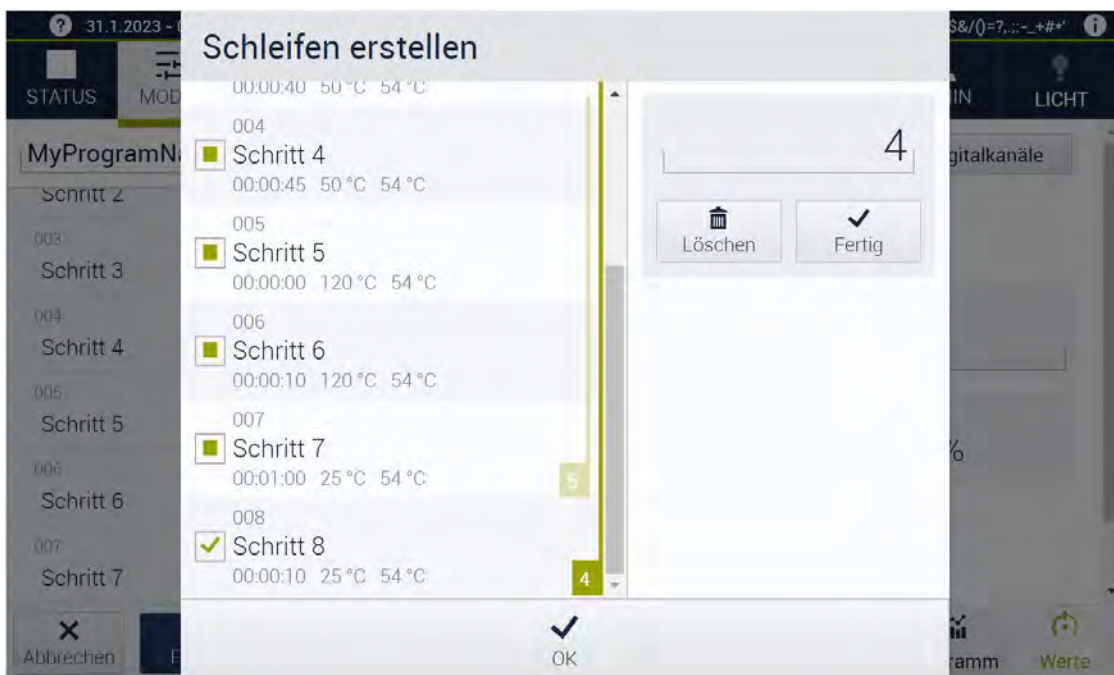 31.1.2023 -
$&/()=?,.;:-_+#*'
Schleifen erstellen
STATUS
LICHT
MyProgramNa
Schritt 2
003
Schritt 3
004
Schritt 4
005
Schritt 5
006
Schritt 6
007
Schritt 7
Abbrechen
00:00:40 50 °C 54 °C
004
Schritt 4
00:00:45 50 °C 54 °C
005
Schritt 5
00:00:00 120 °C 54 °C
006
Schritt 6
00:00:10 120 °C 54 °C
007
Schritt 7
00:01:00 25 °C 54 °C
5
008
Schritt 8
00:00:10 25 °C 54 °C
4
4
Löschen
Fertig
OK
gitalkanäle
%
ramm
Werte